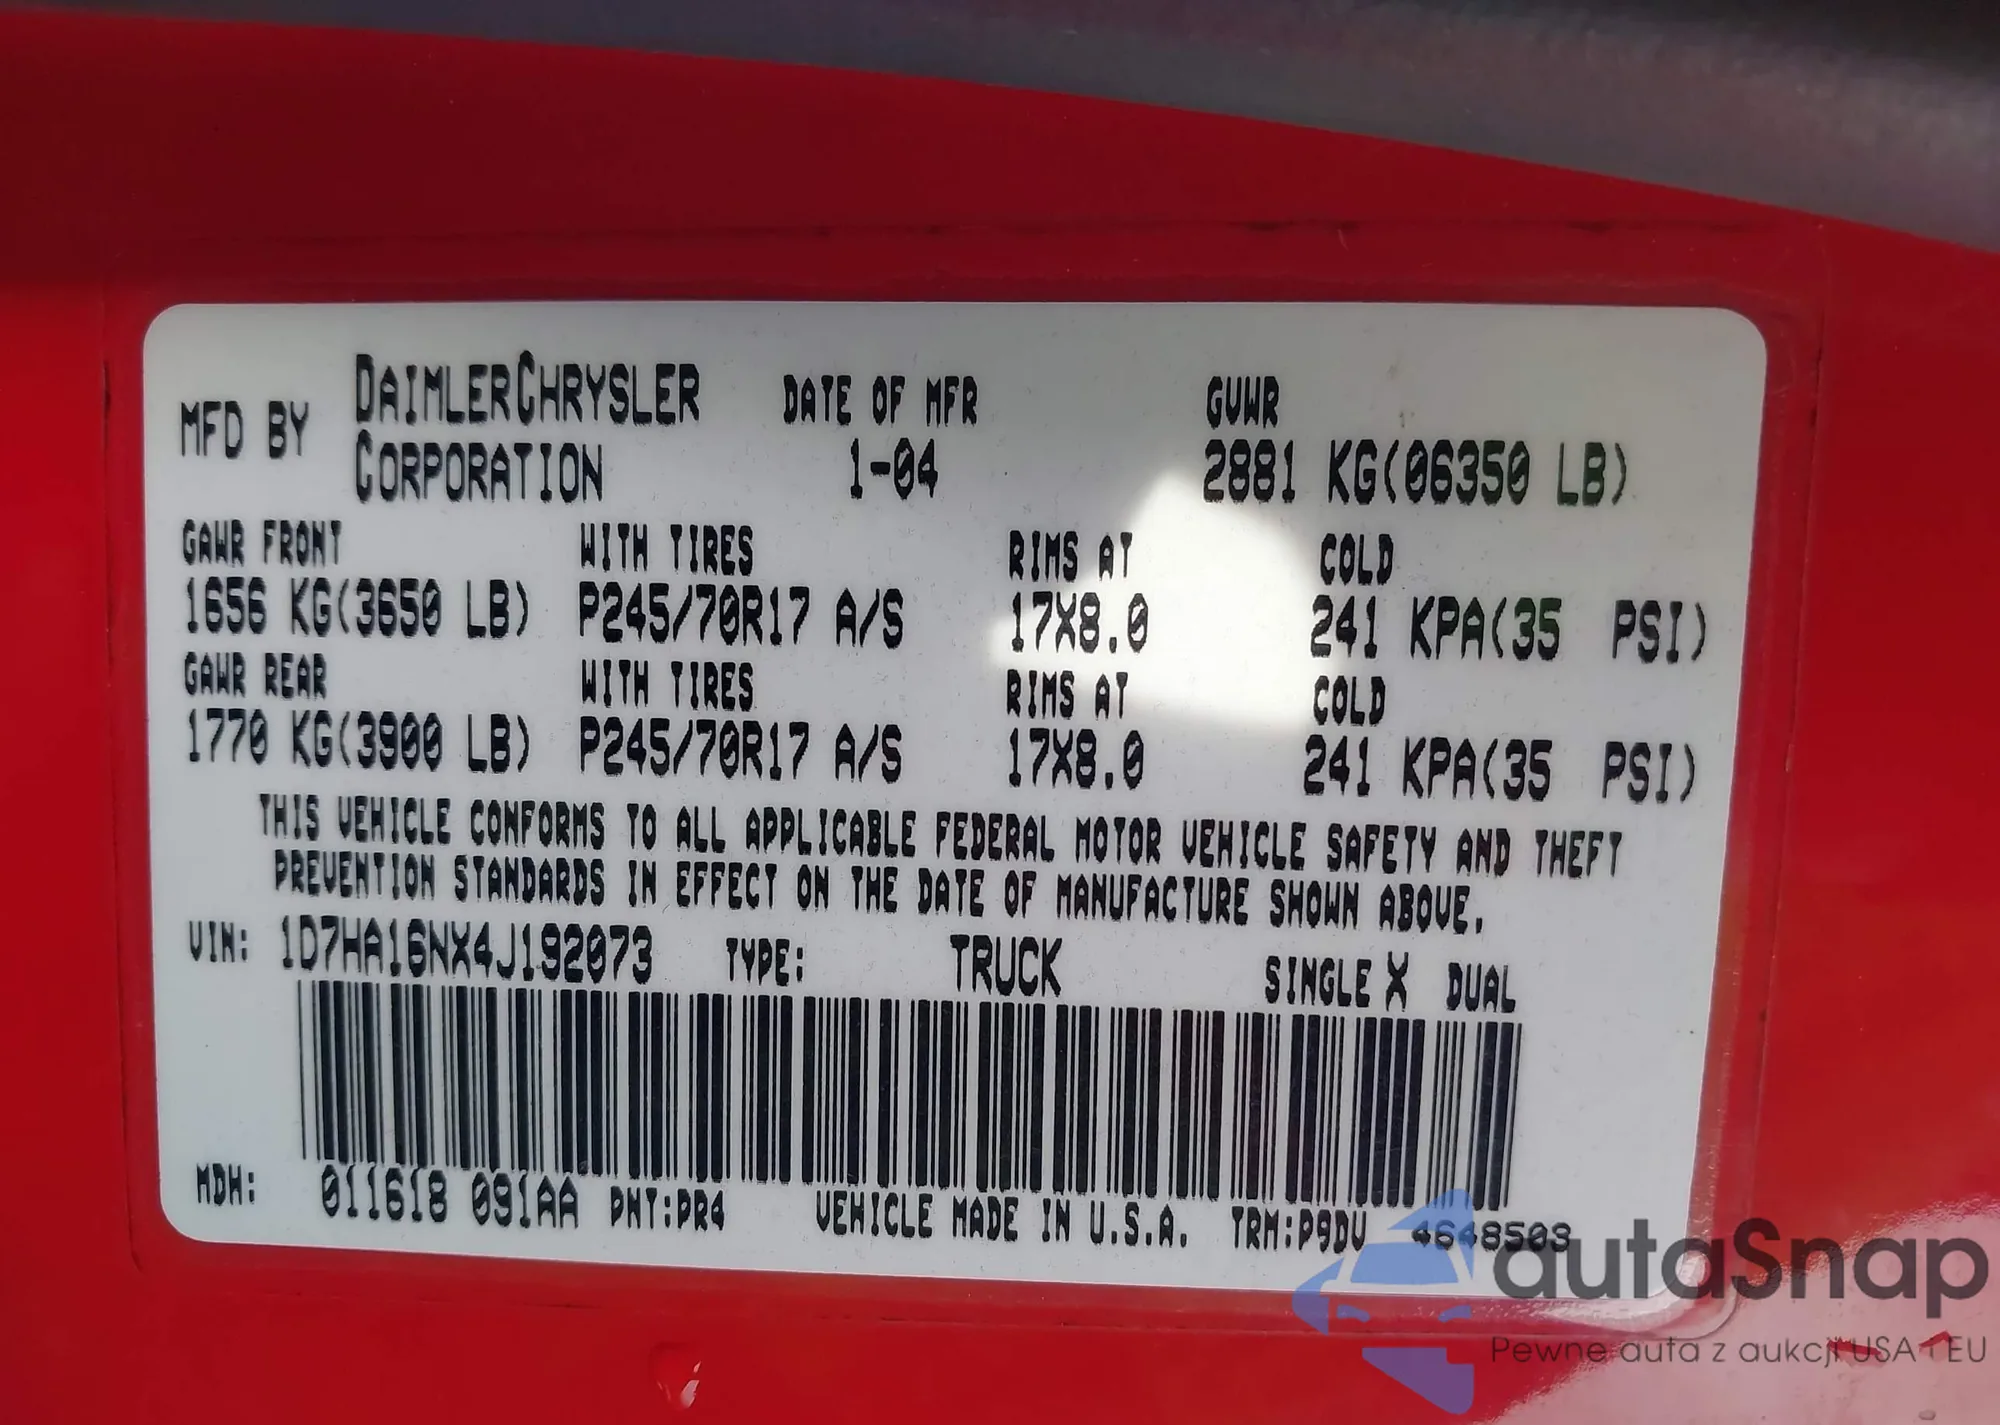 MFD BY DAIMLERCHRYSLER CORPORATION DATE OF MFR 1-04 GVWR 2881 KG(06350 LB)
GAWR FRONT WITH TIRES RIMS AT COLD
1656 KG(3650 LB) P245/70R17 A/S 17X8.0 241 KPA(35 PSI)
GAWR REAR WITH TIRES RIMS AT COLD
1770 KG(3900 LB) P245/70R17 A/S 17X8.0 241 KPA(35 PSI)
THIS VEHICLE CONFORMS TO ALL APPLICABLE FEDERAL MOTOR VEHICLE SAFETY AND THEFT
PREVENTION STANDARDS IN EFFECT ON THE DATE OF MANUFACTURE SHOWN ABOVE.
VIN: 1D7HA16NX4J192073 TYPE: TRUCK SINGLE X DUAL
MDH: 011618 091AA PNT:PR4 VEHICLE MADE IN U.S.A. TRM:P9DV 4648503
autaSnap
Pewne auta z aukcji USA i EU